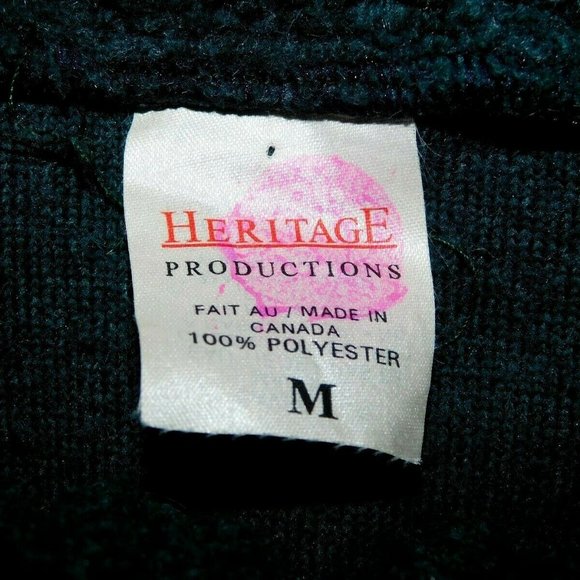 HERITAGE
PRODUCTIONS
FAIT AU / MADE IN
CANADA
100% POLYESTER
M